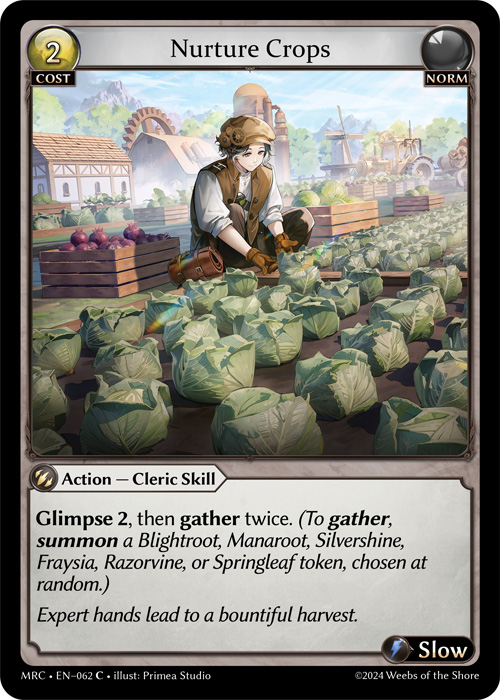 2
COST
Nurture Crops
NORM
Action — Cleric Skill
Glimpse 2, then gather twice. (To gather,
summon a Blightroot, Manaroot, Silvershine,
Fraysia, Razorvine, or Springleaf token, chosen at
random.)
Expert hands lead to a bountiful harvest.
Slow
MRC • EN–062 C • illust: Primea Studio
©2024 Weebs of the Shore